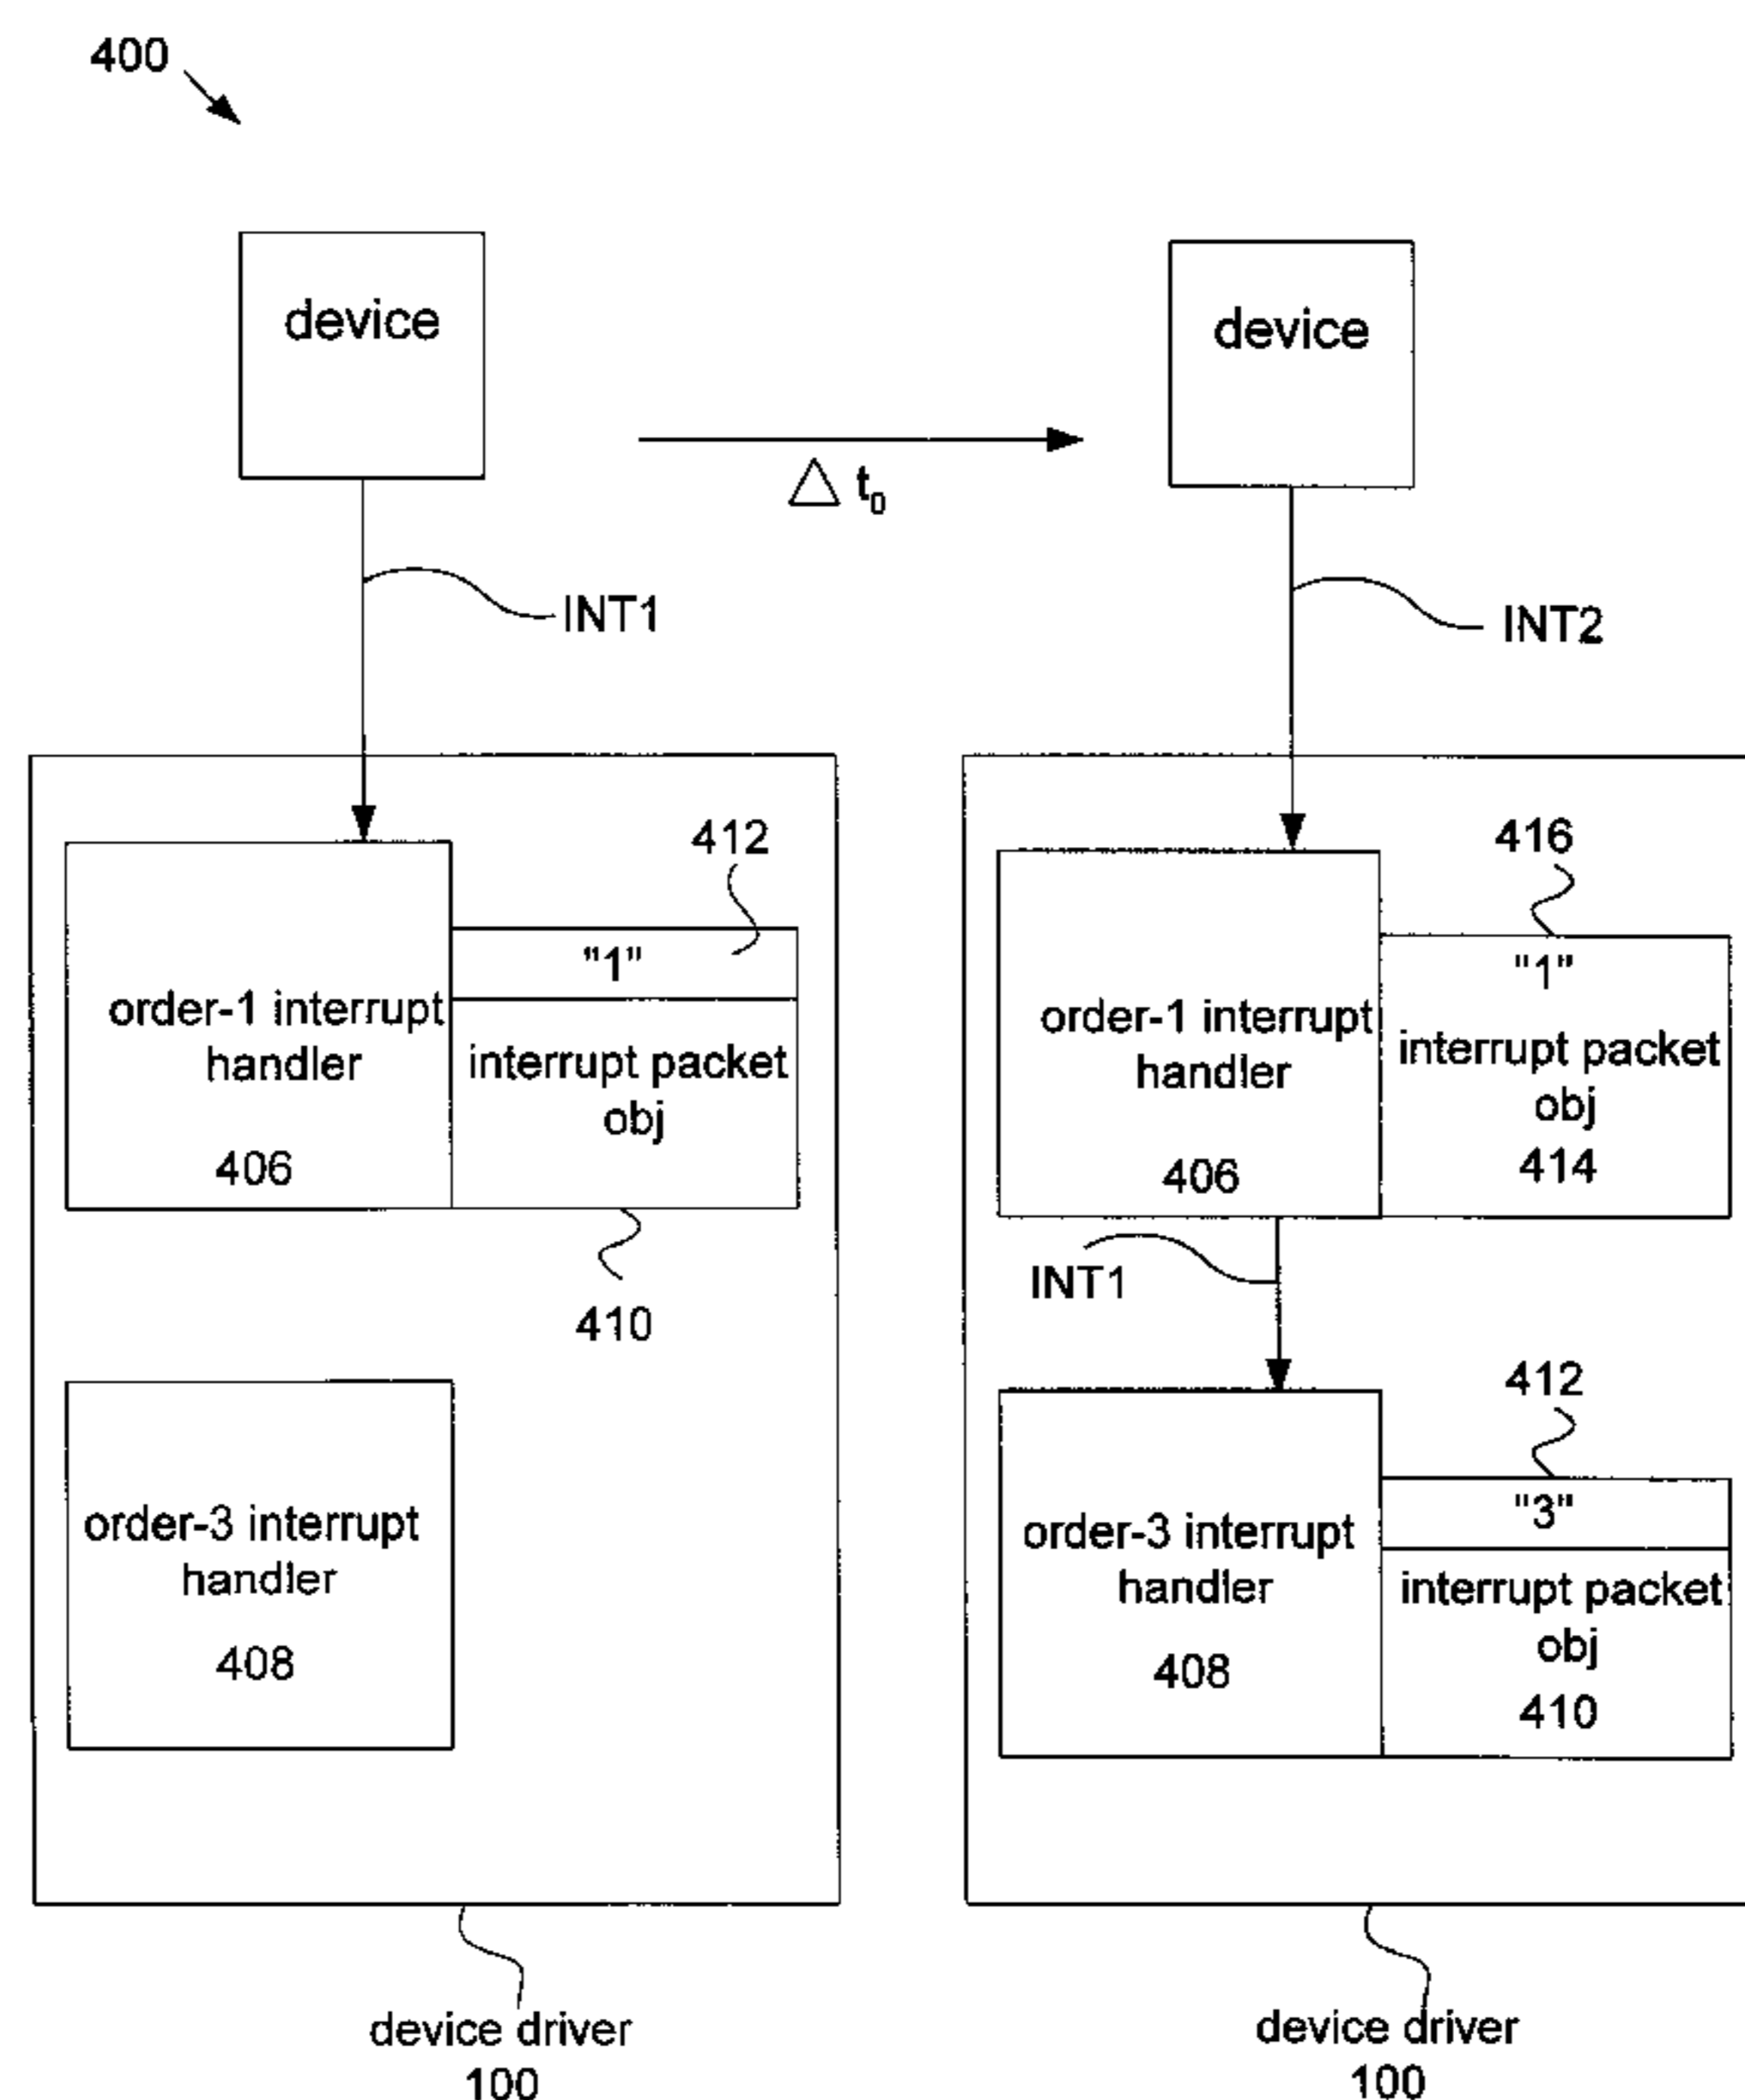 400
device
device
△ t₀
INT1
INT2
412
"1"
order-1 interrupt
handler
406
interrupt packet
obj
410
order-3 interrupt
handler
408
device driver
100
416
"1"
order-1 interrupt
handler
406
interrupt packet
obj
414
INT1
412
"3"
order-3 interrupt
handler
408
interrupt packet
obj
410
device driver
100